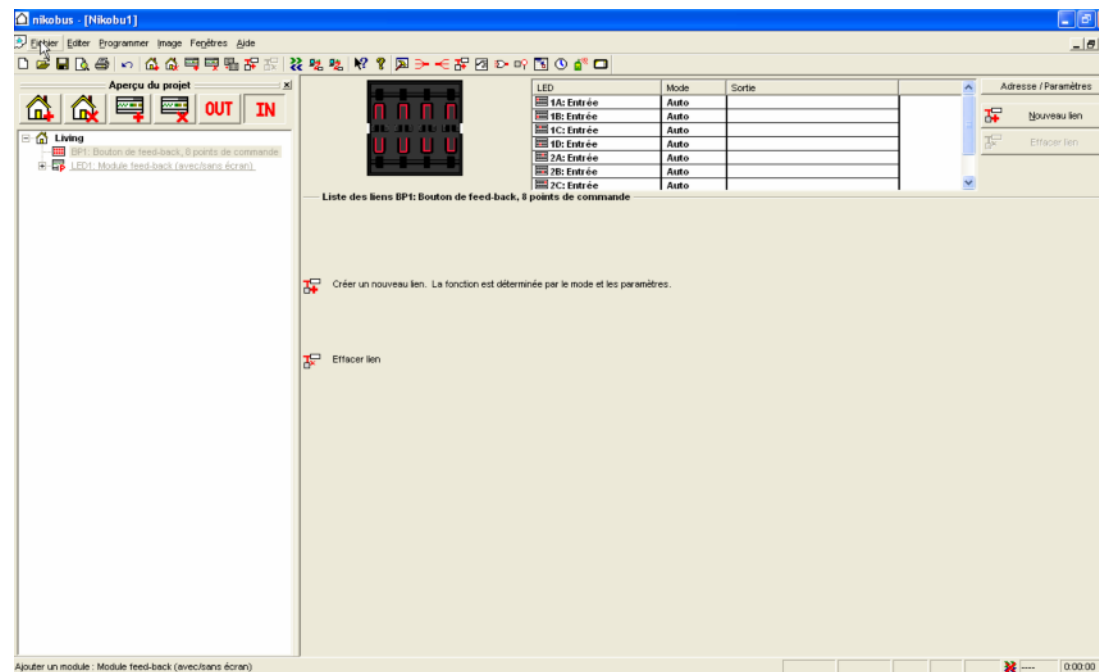 nikobus - [Nikobu1]
Fichier Editer Programmer Image Fenêtres Aide
Aperçu du projet
OUT IN
Living
BP1: Bouton de feed-back, 8 points de commande
LED1: Module feed-back (avec/sans écran)
LED Mode Sortie
1A: Entrée Auto
1B: Entrée Auto
1C: Entrée Auto
1D: Entrée Auto
2A: Entrée Auto
2B: Entrée Auto
2C: Entrée Auto
Adresse / Paramètres
Nouveau lien
Effacer lien
Liste des liens BP1: Bouton de feed-back, 8 points de commande
Créer un nouveau lien. La fonction est déterminée par le mode et les paramètres.
Effacer lien
Ajouter un module : Module feed-back (avec/sans écran)
---- 0:00:00